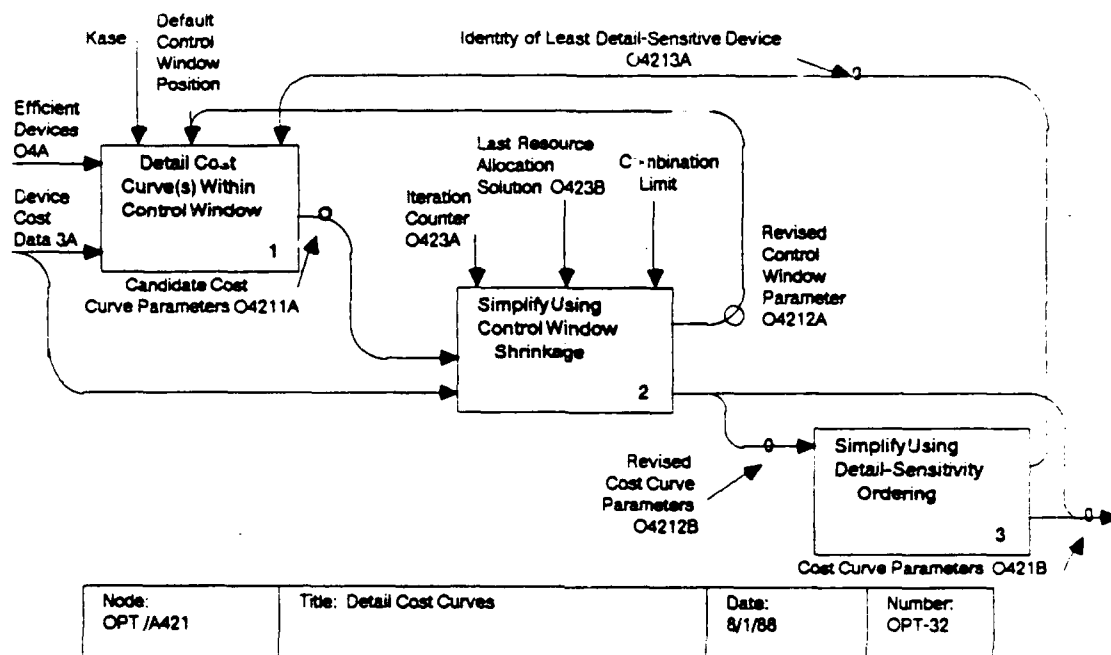 Kase
Default
Control
Window
Position
Identity of Least Detail-Sensitive Device
O4213A
Efficient
Devices
O4A
Device
Cost
Data 3A
Detail Cost
Curve(s) Within
Control Window
1
Candidate Cost
Curve Parameters O4211A
Iteration
Counter
O423A
Last Resource
Allocation
Solution O423B
Limit
Revised
Control
Window
Parameter
O4212A
Simplify Using
Control Window
Shrinkage
2
Revised
Cost Curve
Parameters
O4212B
Simplify Using
Detail-Sensitivity
Ordering
3
Cost Curve Parameters O421B
Node:
OPT /A421
Title: Detail Cost Curves
Date:
8/1/88
Number:
OPT-32